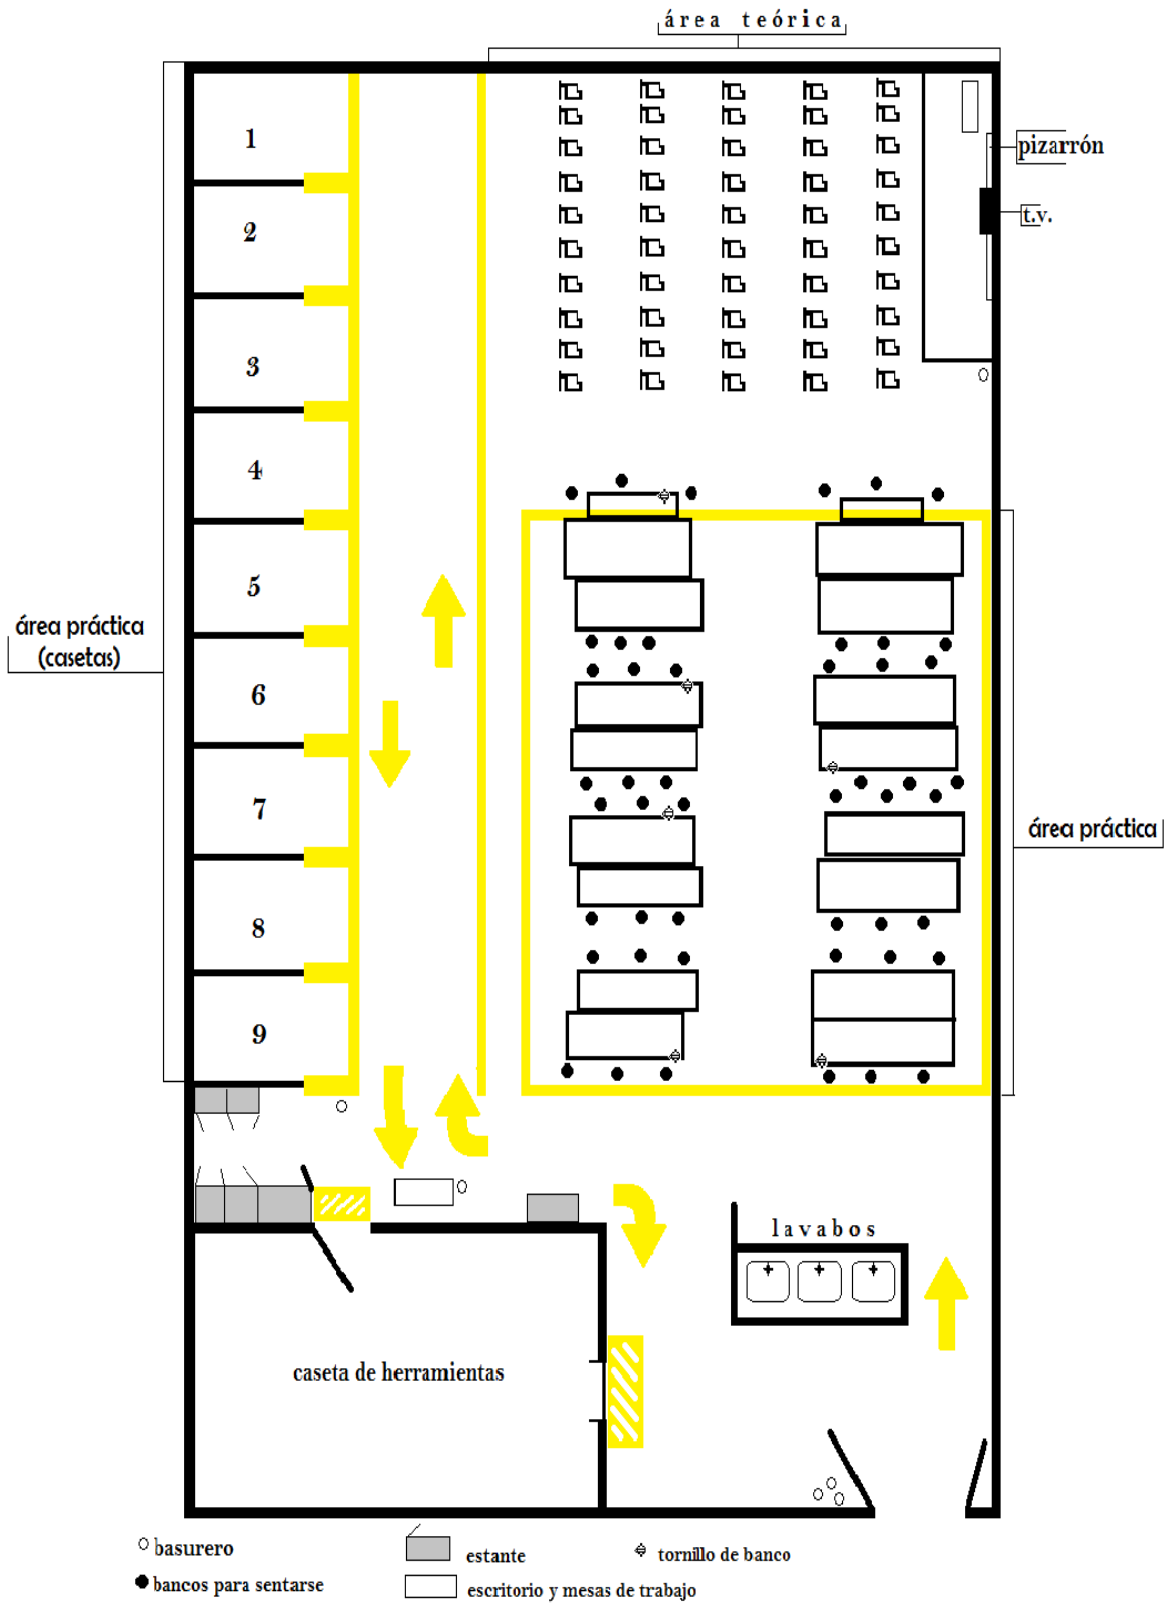 área teórica
pizarrón
t.v.
1
2
3
4
5
6
7
8
9
área práctica
(casetas)
área práctica
lavabos
caseta de herramientas
basurero
estante
tornillo de banco
bancos para sentarse
escritorio y mesas de trabajo